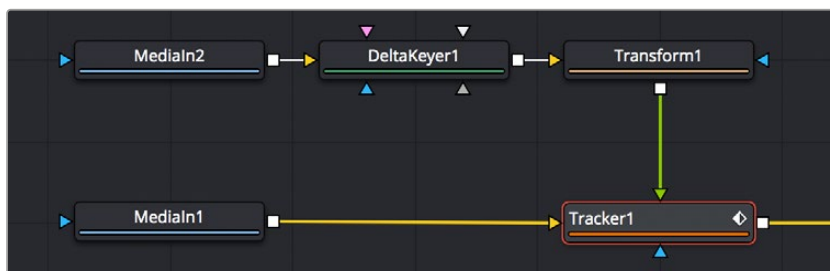 MediaIn2
DeltaKeyer1
Transform1
MediaIn1
Tracker1